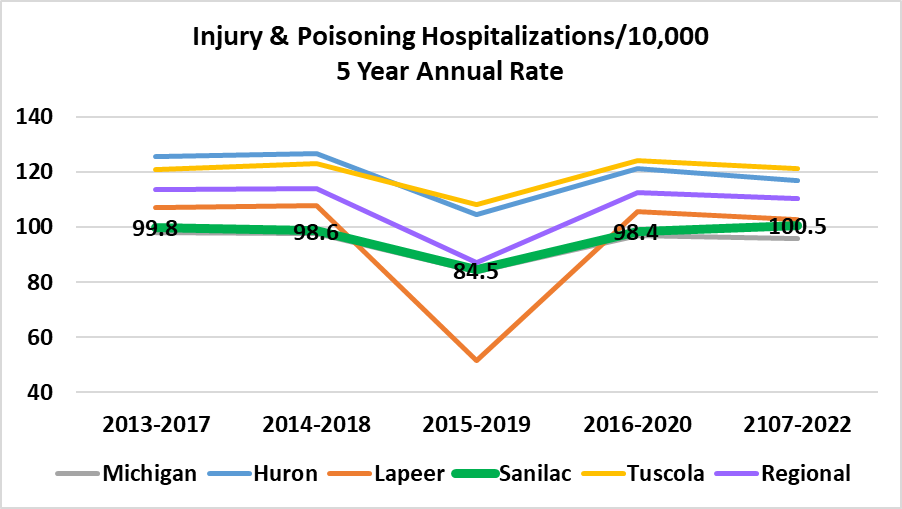 Injury & Poisoning Hospitalizations/10,000
5 Year Annual Rate
140
120
100
80
60
40
99.8
98.6
84.5
98.4
100.5
2013-2017
2014-2018
2015-2019
2016-2020
2107-2022
Michigan
Huron
Lapeer
Sanilac
Tuscola
Regional